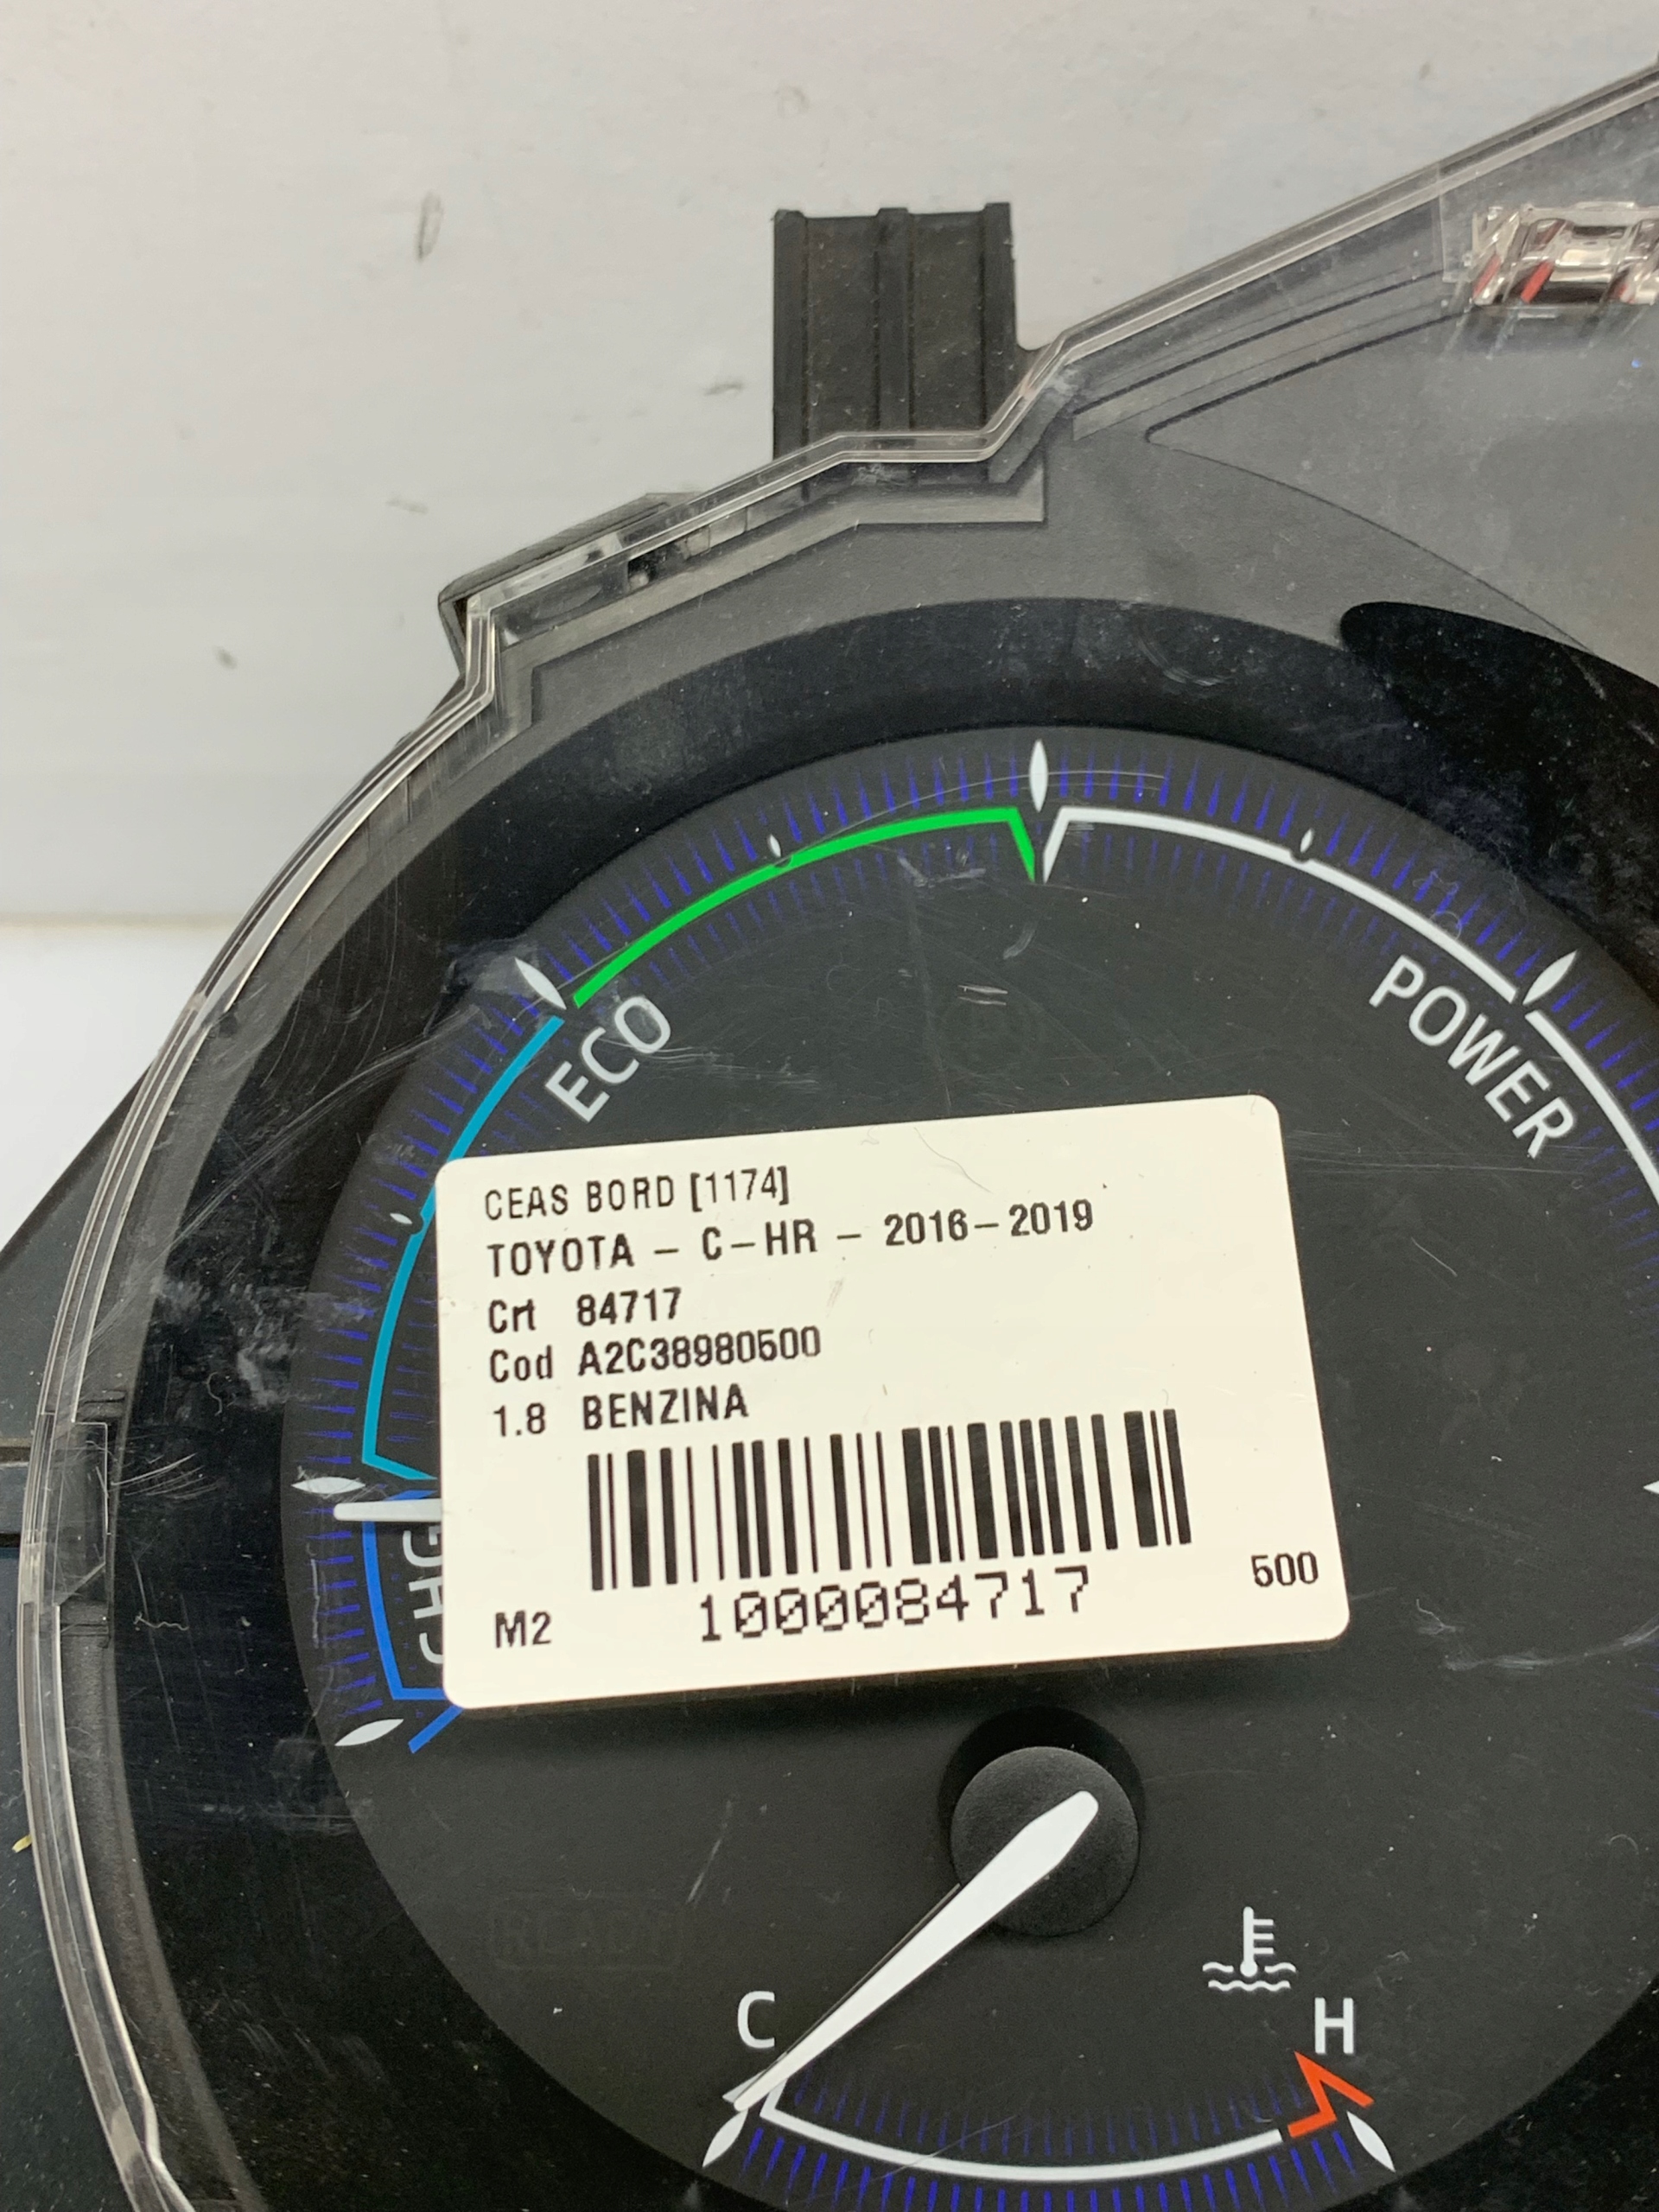 ECO
POWER
CEAS BORD [1174]
TOYOTA - C-HR - 2016-2019
Crt 84717
Cod A2C38980500
1.8 BENZINA
1000084717
M2
500
C
H